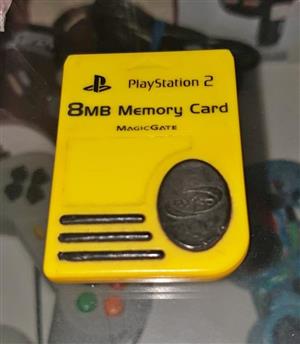 PlayStation 2
8MB Memory Card
MAGICGATE